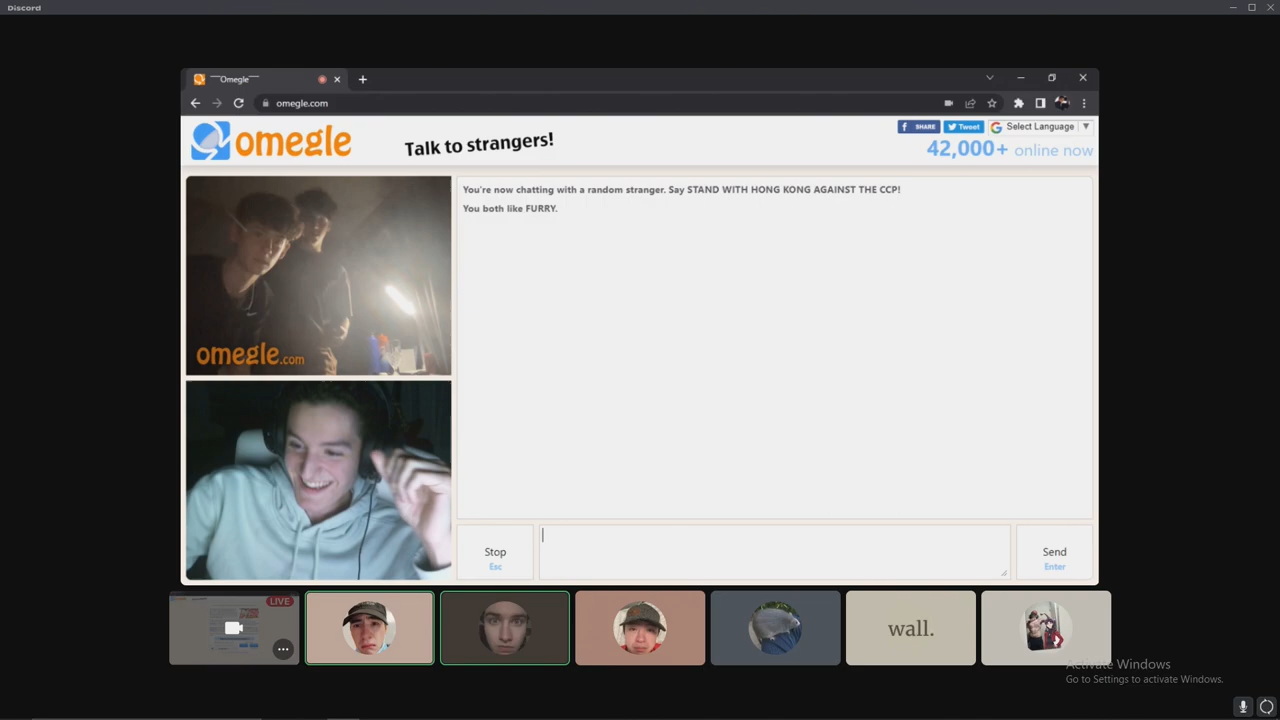 Discord
Omegle
omegle.com
SHARE
Tweet
Select Language
omegle
Talk to strangers!
42,000+ online now
You're now chatting with a random stranger. Say STAND WITH HONG KONG AGAINST THE CCP!
You both like FURRY.
omegle.com
Stop
Esc
Send
Enter
LIVE
wall.
Activate Windows
Go to Settings to activate Windows.